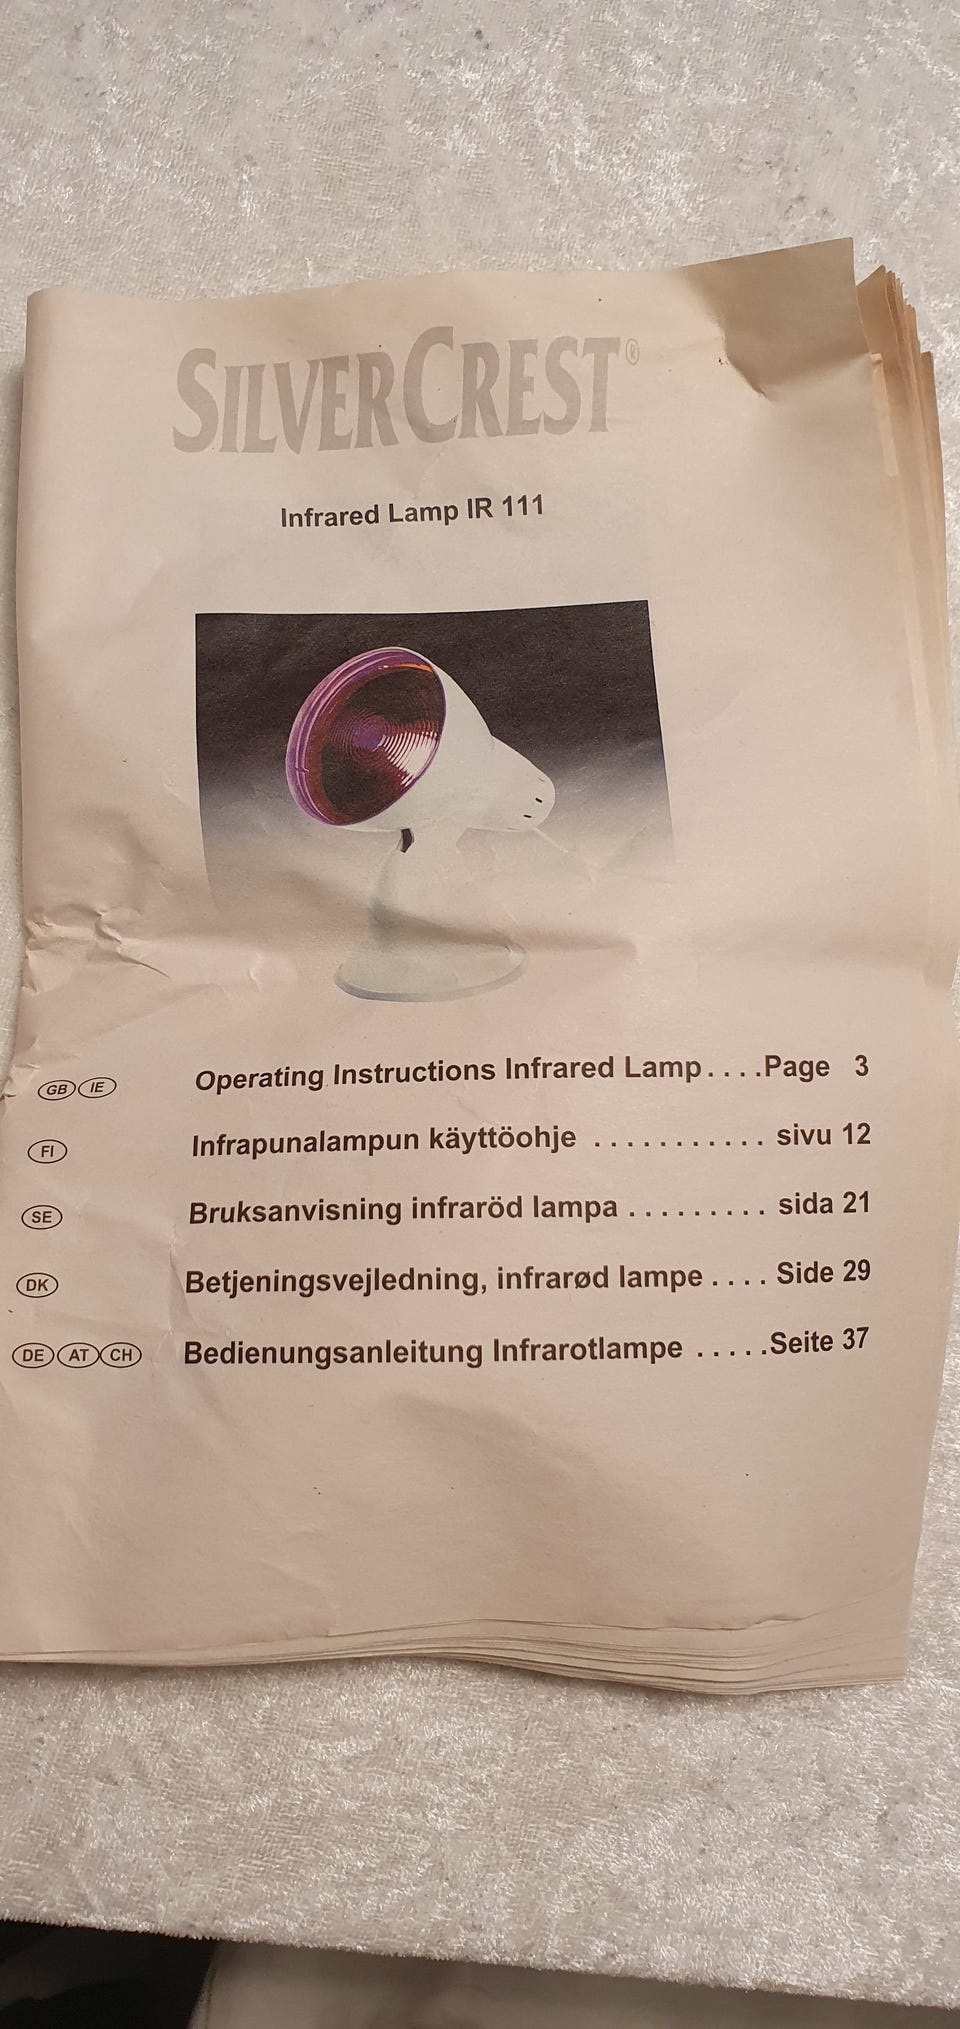 SILVERCREST®
Infrared Lamp IR 111
GB IE Operating Instructions Infrared Lamp....Page 3
FI Infrapunalampun käyttöohje ........... sivu 12
SE Bruksanvisning infraröd lampa ......... sida 21
DK Betjeningsvejledning, infrarød lampe .... Side 29
DE AT CH Bedienungsanleitung Infrarotlampe .....Seite 37